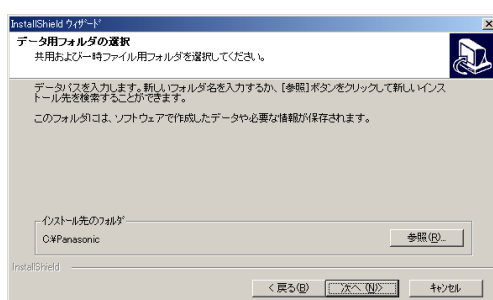 InstallShield ウィザード
データ用フォルダの選択
共用および一時ファイル用フォルダを選択してください。
データパスを入力します。新しいフォルダ名を入力するか、[参照]ボタンをクリックして新しいインス
トール先を検索することができます。
このフォルダには、ソフトウェアで作成したデータや必要な情報が保存されます。
インストール先のフォルダ
C:¥Panasonic
参照(R)...
InstallShield
< 戻る(B)
次へ (N)>
キャンセル